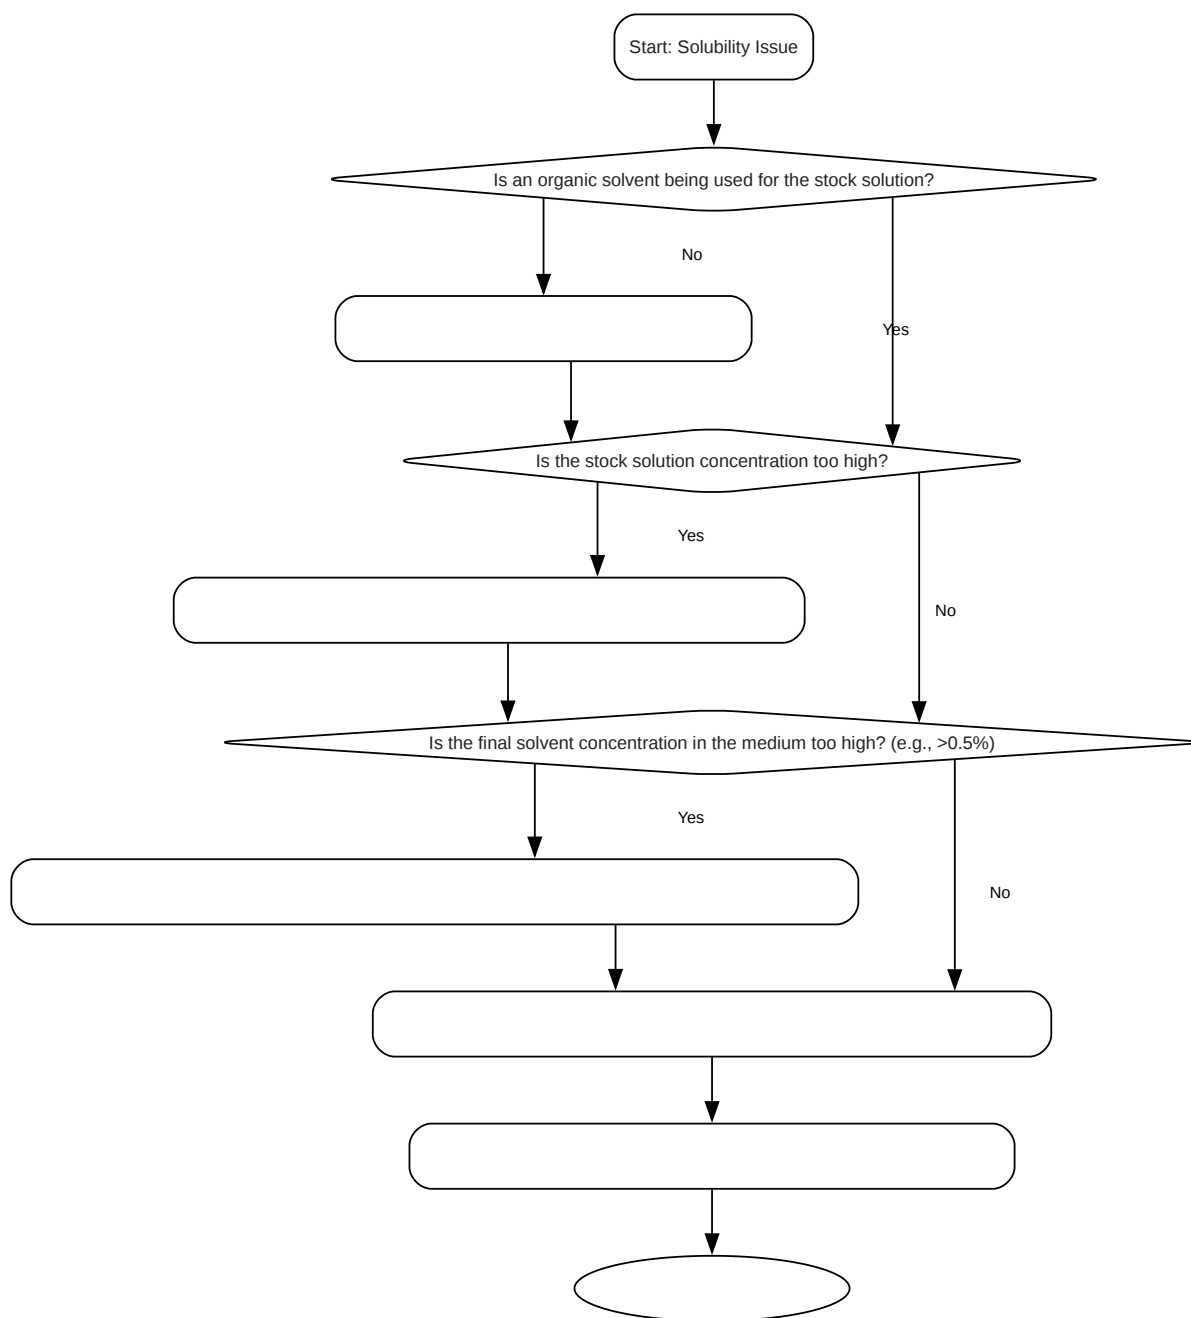 Start: Solubility Issue
Is an organic solvent being used for the stock solution?
No
Yes
Is the stock solution concentration too high?
Yes
No
Is the final solvent concentration in the medium too high? (e.g., >0.5%)
Yes
No